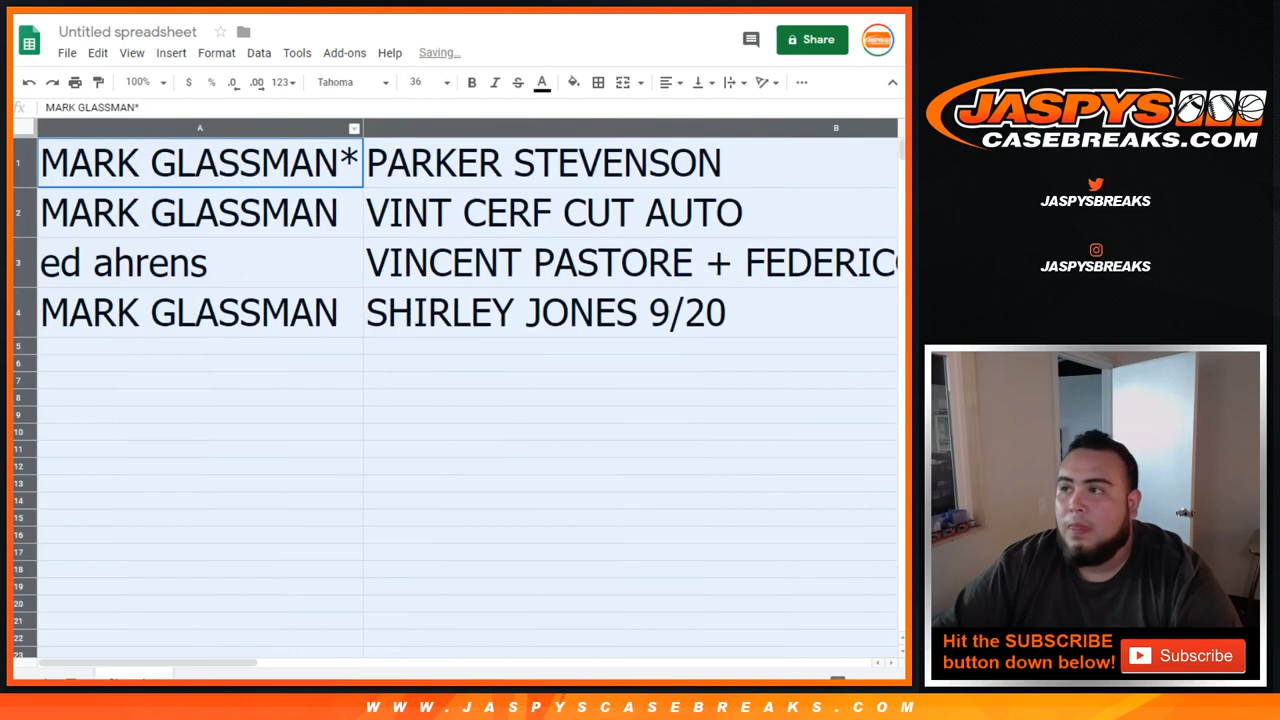 Untitled spreadsheet
File Edit View Insert Format Data Tools Add-ons Help Saving...
Share
100% $ % .0 .00 123 Tahoma 36 B I S A
fx MARK GLASSMAN*
A B
1 MARK GLASSMAN* PARKER STEVENSON
2 MARK GLASSMAN VINT CERF CUT AUTO
3 ed ahrens VINCENT PASTORE + FEDERIC
4 MARK GLASSMAN SHIRLEY JONES 9/20
5
6
7
8
9
10
11
12
13
14
15
16
17
18
19
20
21
22
23
JASPYS
CASEBREAKS.COM
JASPYSBREAKS
JASPYSBREAKS
Hit the SUBSCRIBE
button down below!
Subscribe
WWW.JASPYSCASEBREAKS.COM